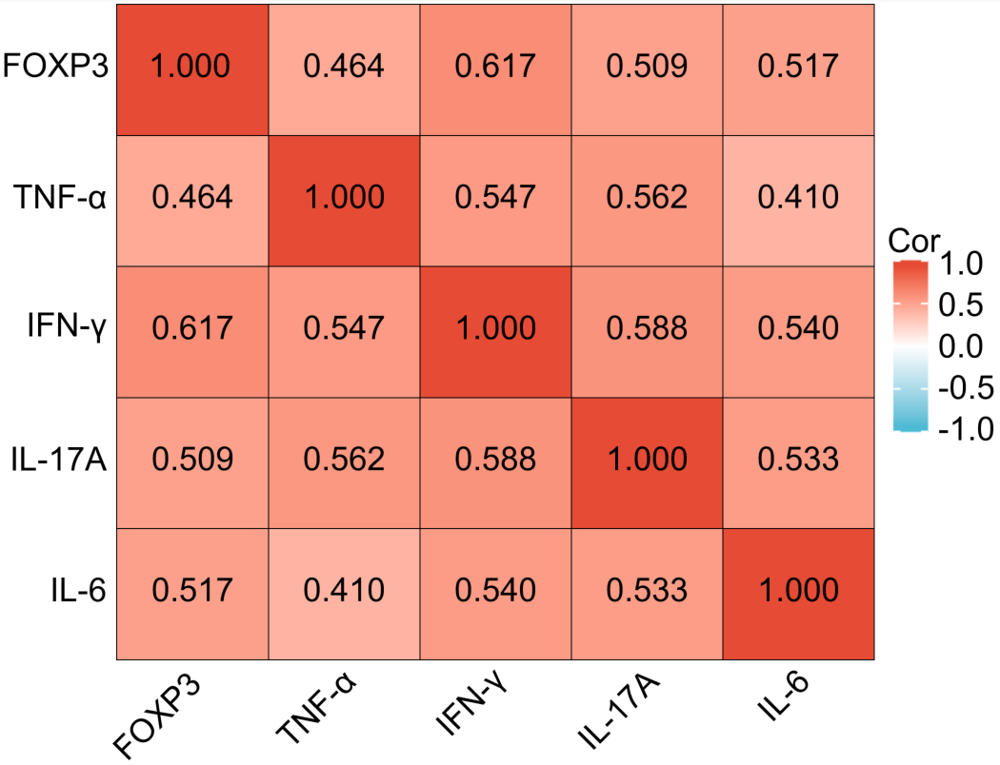 FOXP3 1.000 0.464 0.617 0.509 0.517
TNF-α 0.464 1.000 0.547 0.562 0.410
IFN-γ 0.617 0.547 1.000 0.588 0.540
IL-17A 0.509 0.562 0.588 1.000 0.533
IL-6 0.517 0.410 0.540 0.533 1.000
FOXP3 TNF-α IFN-γ IL-17A IL-6
Cor
1.0
0.5
0.0
-0.5
-1.0